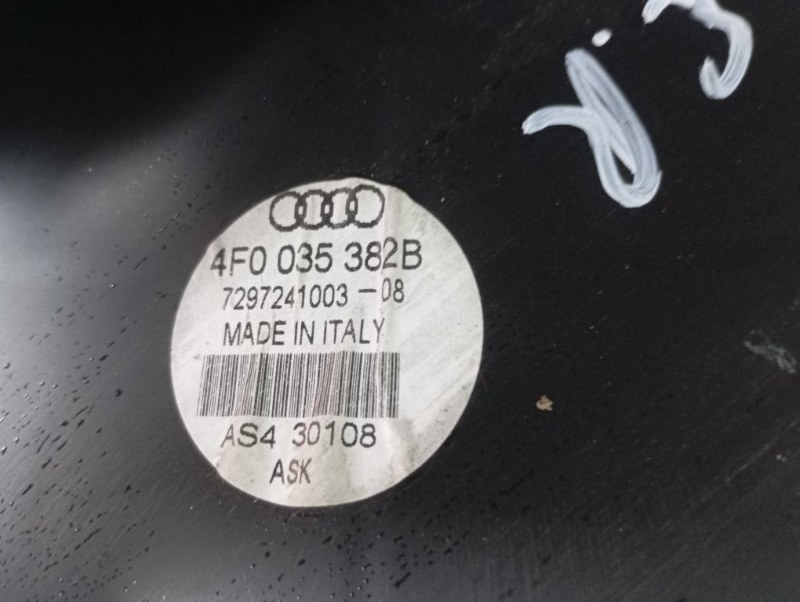 4F0 035 382B
7297241003-08
MADE IN ITALY
AS4 30108
ASK